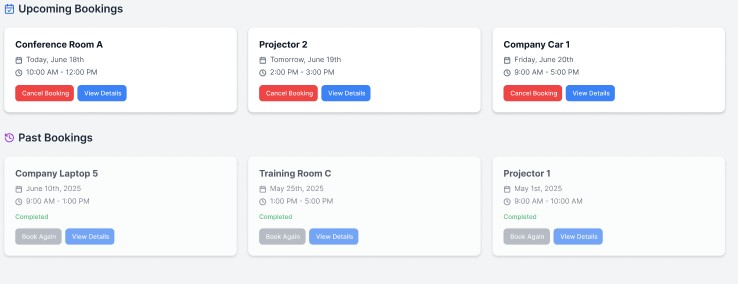 Upcoming Bookings
Conference Room A
Today, June 18th
10:00 AM - 12:00 PM
Cancel Booking View Details
Projector 2
Tomorrow, June 19th
2:00 PM - 3:00 PM
Cancel Booking View Details
Company Car 1
Friday, June 20th
9:00 AM - 5:00 PM
Cancel Booking View Details
Past Bookings
Company Laptop 5
June 10th, 2025
9:00 AM - 1:00 PM
Completed
Book Again View Details
Training Room C
May 25th, 2025
1:00 PM - 5:00 PM
Completed
Book Again View Details
Projector 1
May 1st, 2025
9:00 AM - 10:00 AM
Completed
Book Again View Details